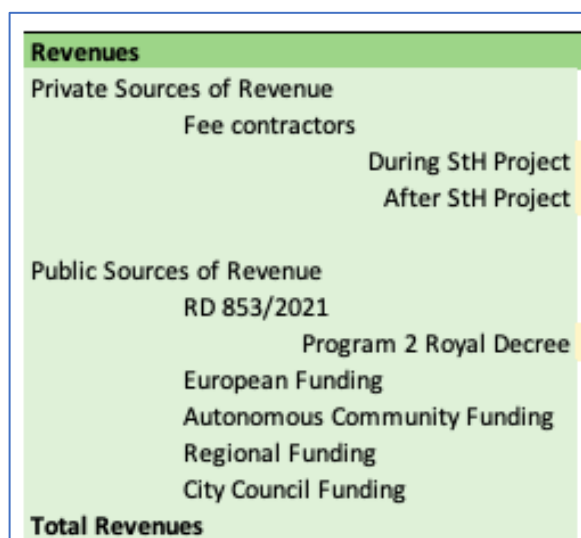 Revenues
Private Sources of Revenue
Fee contractors
During StH Project
After StH Project
Public Sources of Revenue
RD 853/2021
Program 2 Royal Decree
European Funding
Autonomous Community Funding
Regional Funding
City Council Funding
Total Revenues